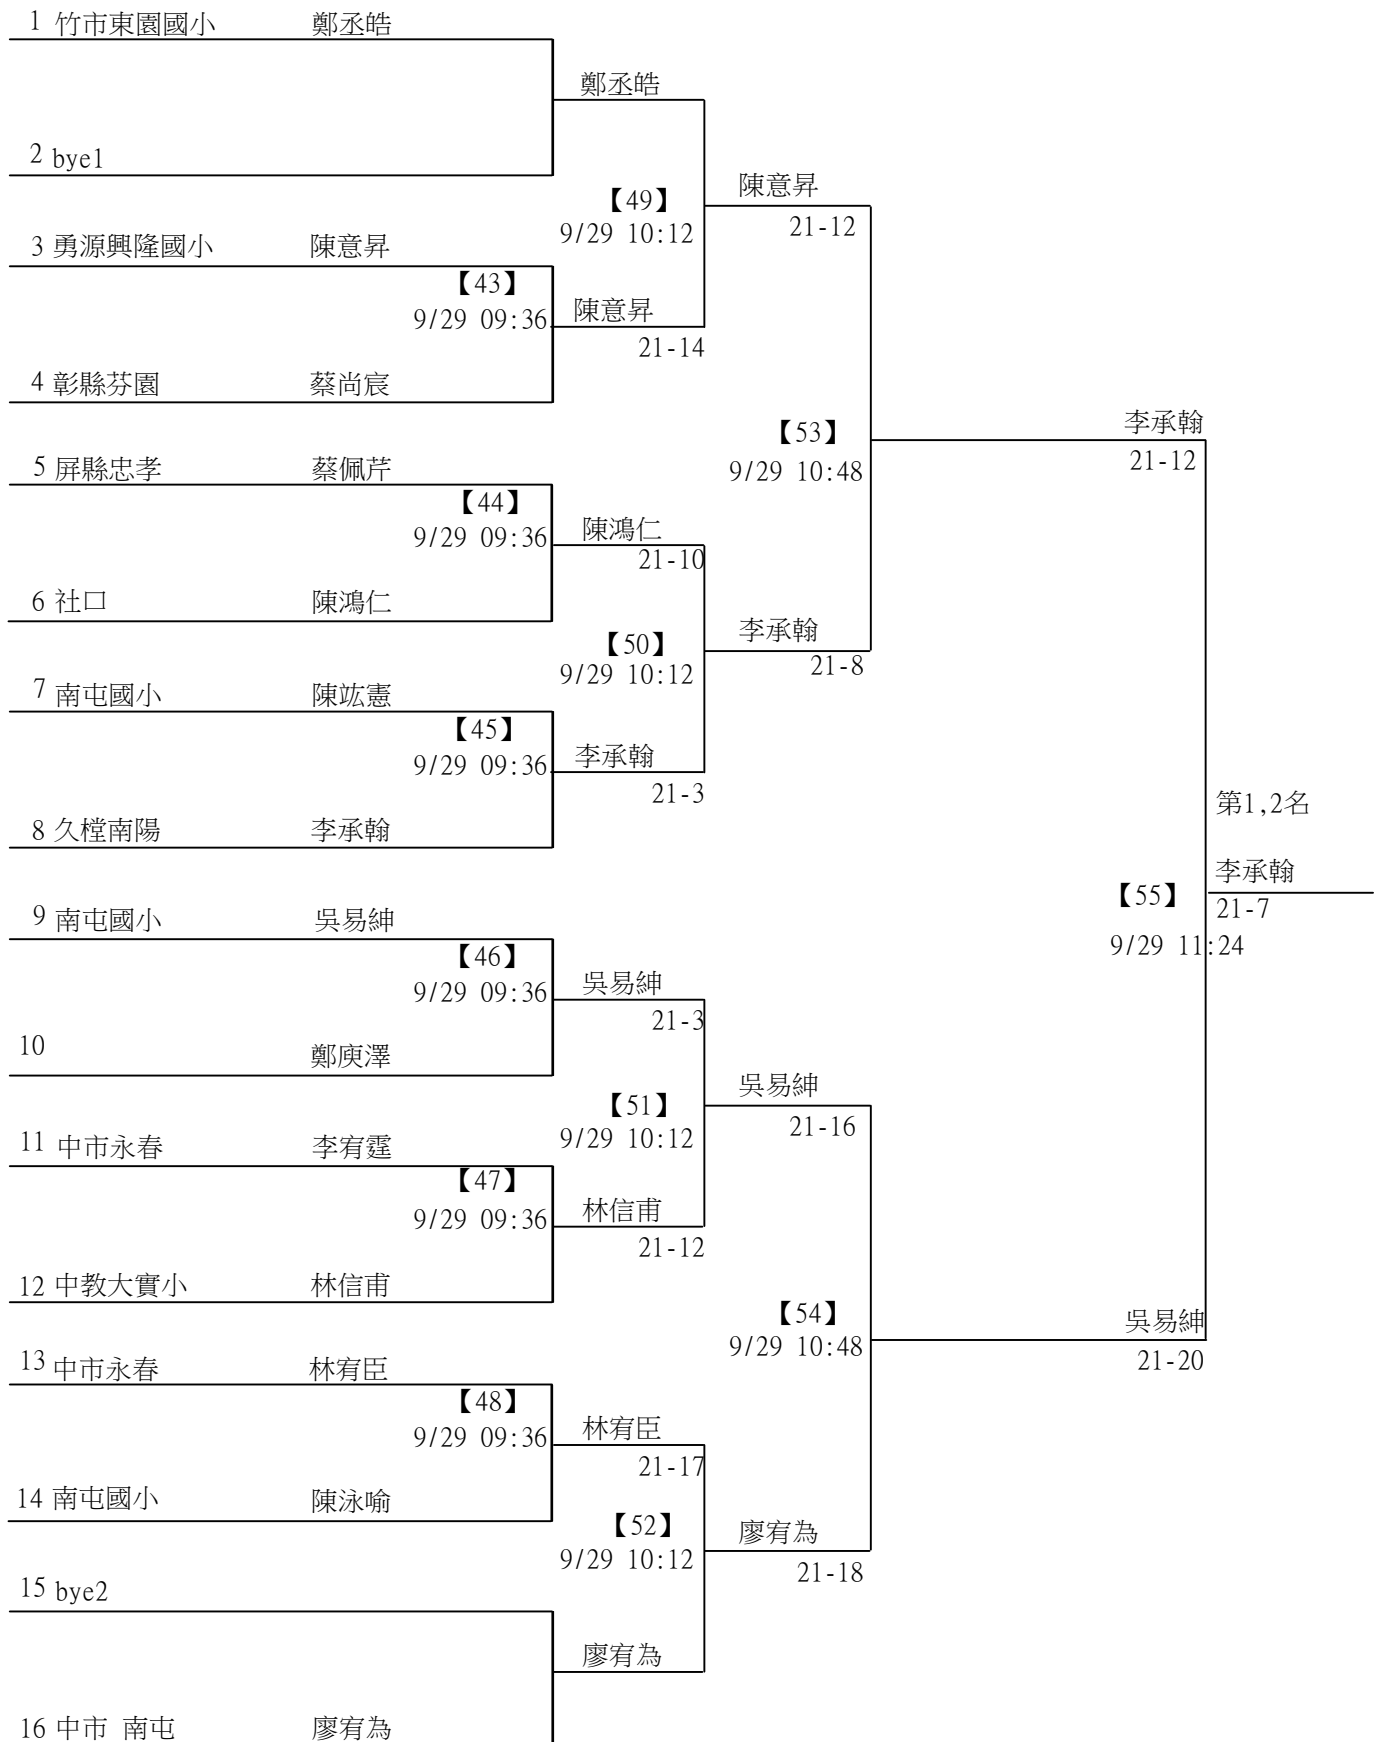 1 竹市東園國小 鄭丞皓
鄭丞皓
2 bye1
【49】
9/29 10:12
陳意昇
21-12
3 勇源興隆國小 陳意昇
【43】
9/29 09:36
陳意昇
21-14
4 彰縣芬園 蔡尚宸
【53】
9/29 10:48
李承翰
21-12
5 屏縣忠孝 蔡佩芹
【44】
9/29 09:36
陳鴻仁
21-10
6 社口 陳鴻仁
【50】
9/29 10:12
李承翰
21-8
7 南屯國小 陳竑憲
【45】
9/29 09:36
李承翰
21-3
8 久樘南陽 李承翰
第1,2名
【55】
9/29 11:24
李承翰
21-7
9 南屯國小 吳易紳
【46】
9/29 09:36
吳易紳
21-3
10 鄭庾澤
【51】
9/29 10:12
吳易紳
21-16
11 中市永春 李宥霆
【47】
9/29 09:36
林信甫
21-12
12 中教大實小 林信甫
【54】
9/29 10:48
吳易紳
21-20
13 中市永春 林宥臣
【48】
9/29 09:36
林宥臣
21-17
14 南屯國小 陳泳喻
【52】
9/29 10:12
廖宥為
21-18
15 bye2
廖宥為
16 中市 南屯 廖宥為